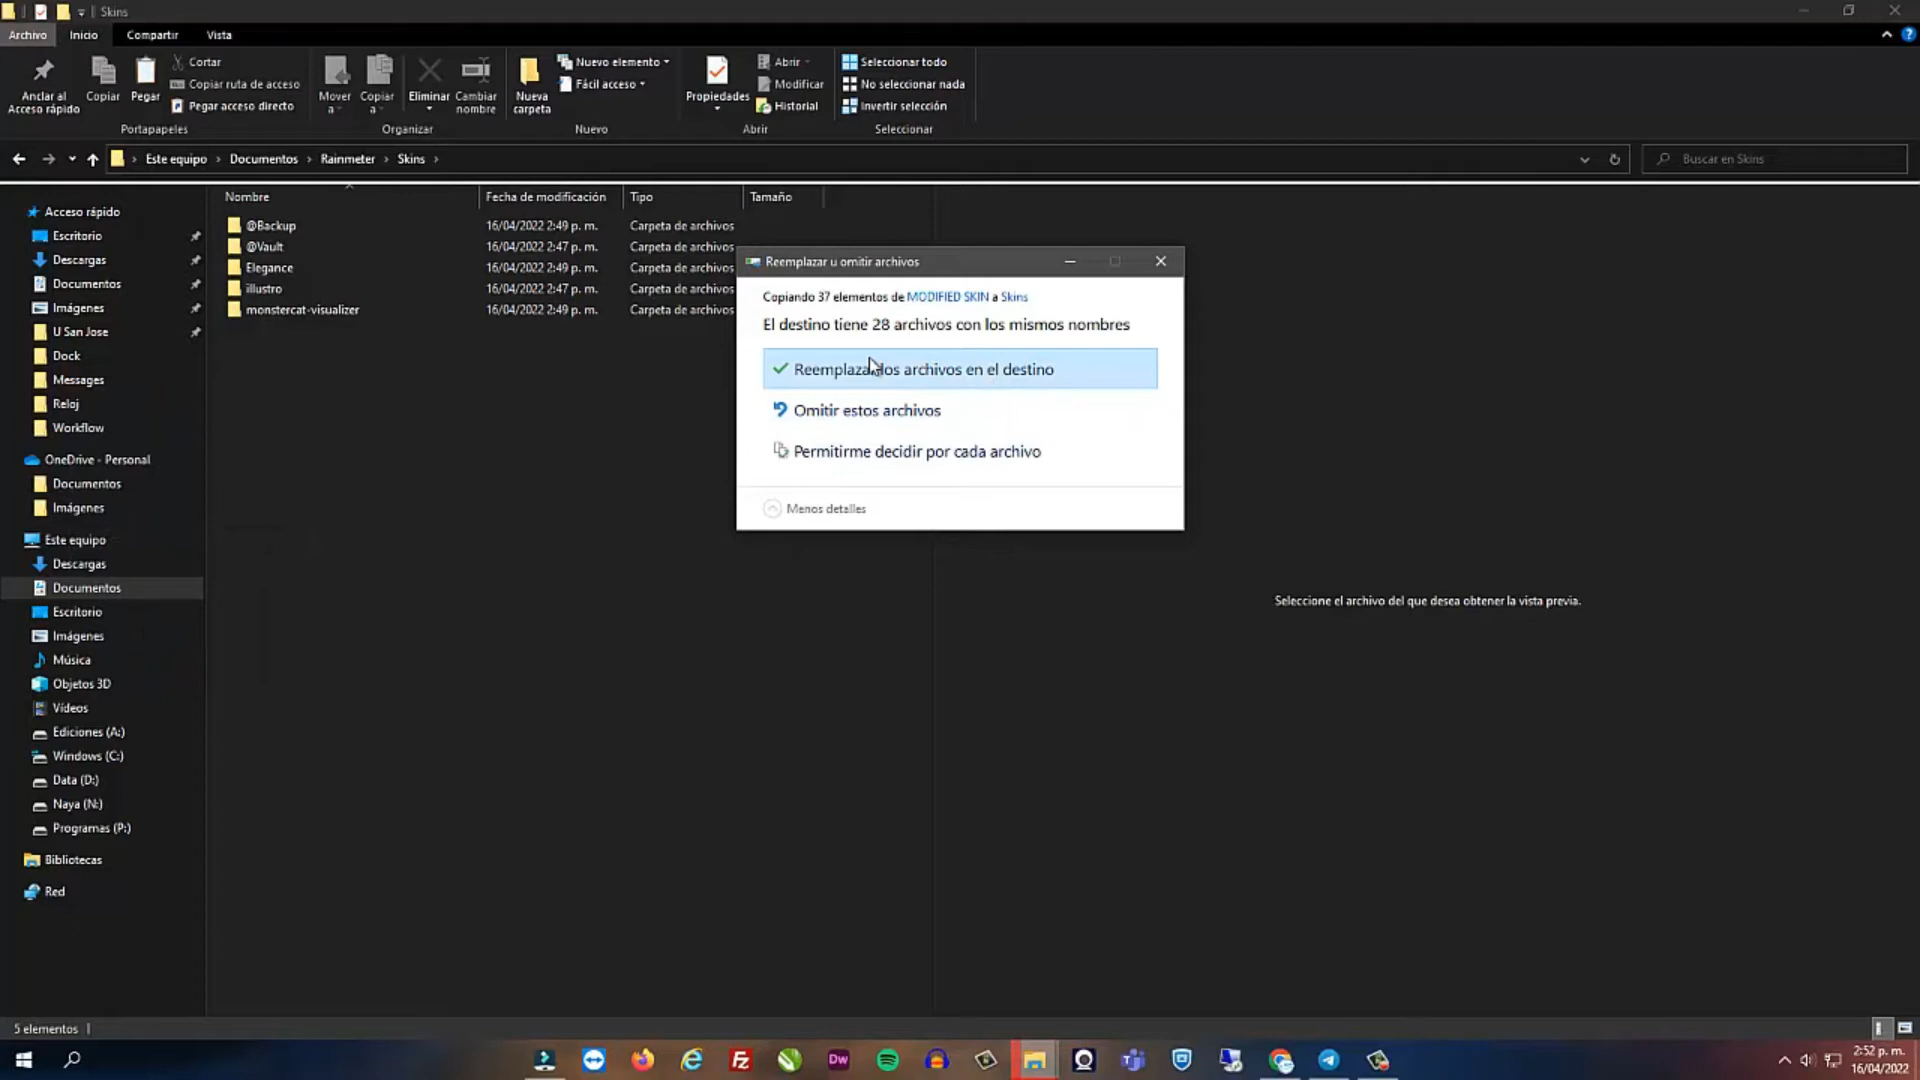 Skins
Archivo
Inicio
Compartir
Vista
Anclar al
Acceso rápido
Copiar
Pegar
Cortar
Copiar ruta de acceso
Pegar acceso directo
Portapapeles
Mover
a
Copiar
a
Eliminar
Cambiar
nombre
Organizar
Nueva
carpeta
Nuevo elemento
Fácil acceso
Nuevo
Propiedades
Abrir
Modificar
Historial
Abrir
Seleccionar todo
No seleccionar nada
Invertir selección
Seleccionar
Este equipo > Documentos > Rainmeter > Skins >
Buscar en Skins
Nombre Fecha de modificación Tipo Tamaño
@Backup 16/04/2022 2:49 p. m. Carpeta de archivos
@Vault 16/04/2022 2:47 p. m. Carpeta de archivos
Elegance 16/04/2022 2:49 p. m. Carpeta de archivos
illustro 16/04/2022 2:47 p. m. Carpeta de archivos
monstercat-visualizer 16/04/2022 2:49 p. m. Carpeta de archivos
Acceso rápido
Escritorio
Descargas
Documentos
Imágenes
U San Jose
Dock
Messages
Reloj
Workflow
OneDrive - Personal
Documentos
Imágenes
Este equipo
Descargas
Documentos
Escritorio
Imágenes
Música
Objetos 3D
Vídeos
Ediciones (A:)
Windows (C:)
Data (D:)
Naya (N:)
Programas (P:)
Bibliotecas
Red
Reemplazar u omitir archivos
Copiando 37 elementos de MODIFIED SKIN a Skins
El destino tiene 28 archivos con los mismos nombres
Reemplazar los archivos en el destino
Omitir estos archivos
Permitirme decidir por cada archivo
Menos detalles
Seleccione el archivo del que desea obtener la vista previa.
5 elementos
Dw
2:52 p. m.
16/04/2022